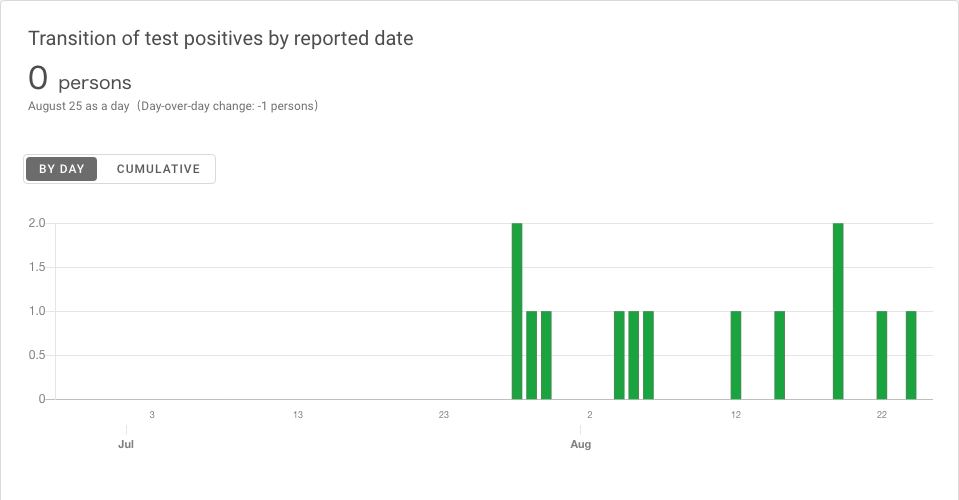 Transition of test positives by reported date
0 persons
August 25 as a day  (Day-over-day change: -1 persons)
BY DAY CUMULATIVE
2.0
1.5
1.0
0.5
0
3 13 23 2 12 22
Jul Aug